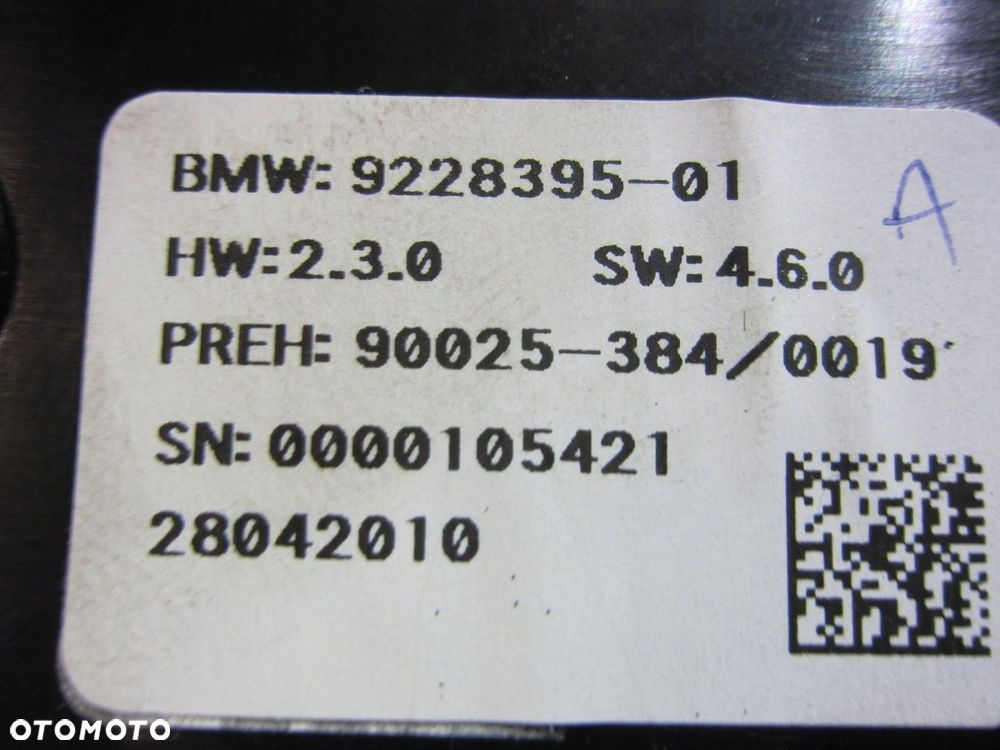 BMW: 9228395-01
A
HW: 2.3.0 SW: 4.6.0
PREH: 90025-384/0019
SN: 0000105421
28042010
OTOMOTO